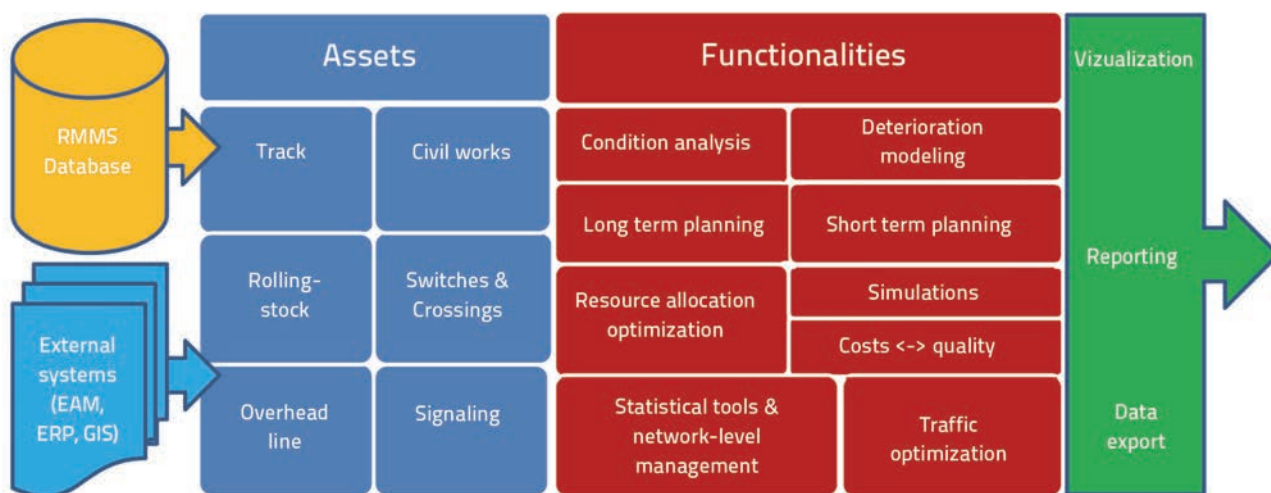 RMMS
Database
External
systems
(EAM,
ERP, GIS)
Assets
Track
Civil works
Rolling-
stock
Switches &
Crossings
Overhead
line
Signaling
Functionalities
Condition analysis
Deterioration
modeling
Long term planning
Short term planning
Resource allocation
optimization
Simulations
Costs <-> quality
Statistical tools &
network-level
management
Traffic
optimization
Vizualization
Reporting
Data
export